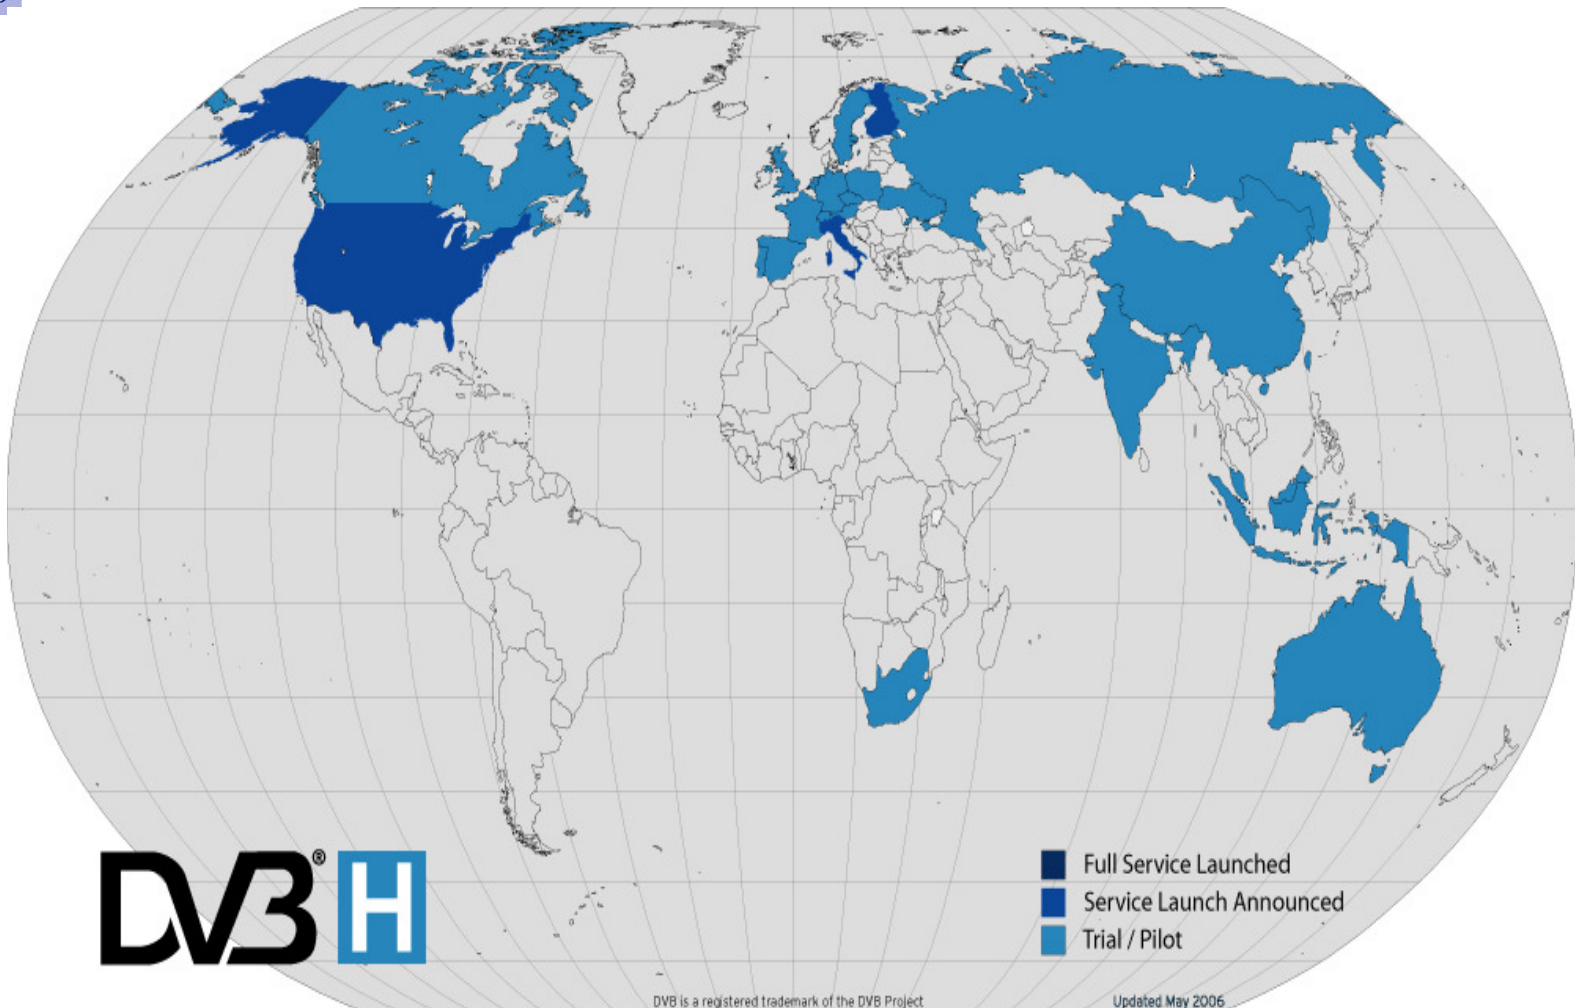 Full Service Launched
Service Launch Announced
Trial / Pilot
DVB® H
DVB is a registered trademark of the DVB Project
Updated May 2006